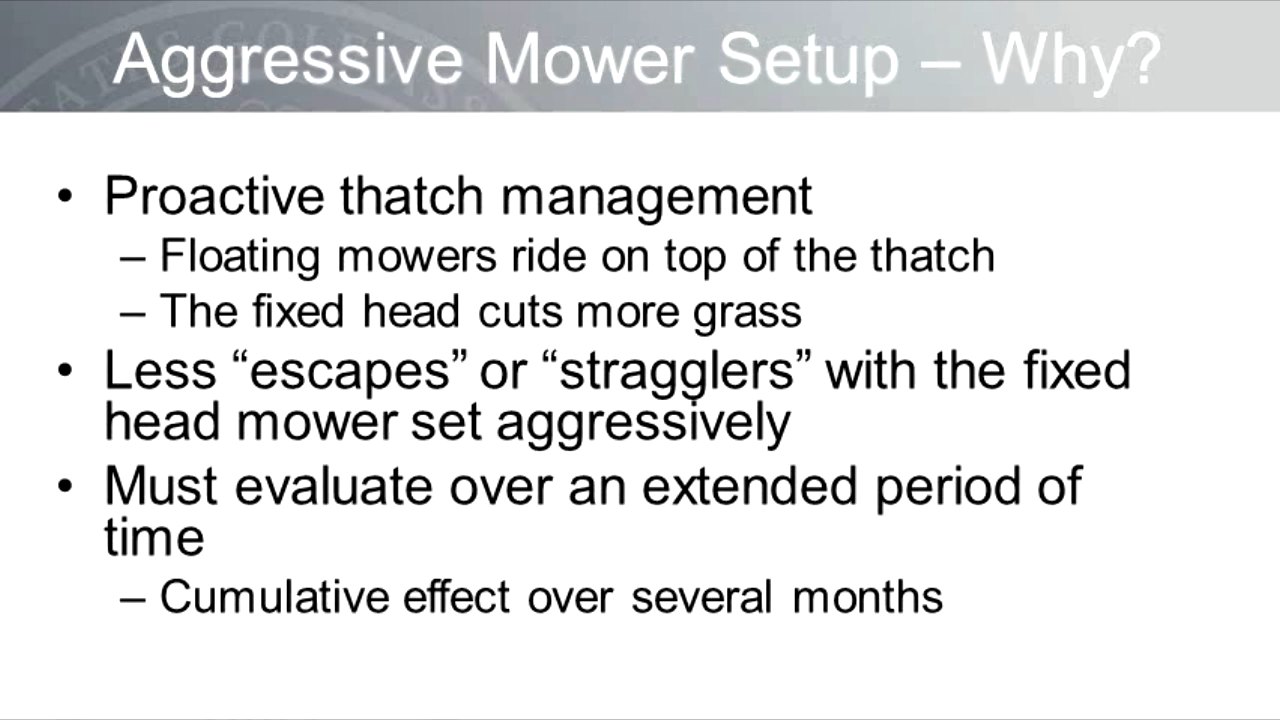 Aggressive Mower Setup – Why?
• Proactive thatch management
– Floating mowers ride on top of the thatch
– The fixed head cuts more grass
• Less “escapes” or “stragglers” with the fixed
head mower set aggressively
• Must evaluate over an extended period of
time
– Cumulative effect over several months